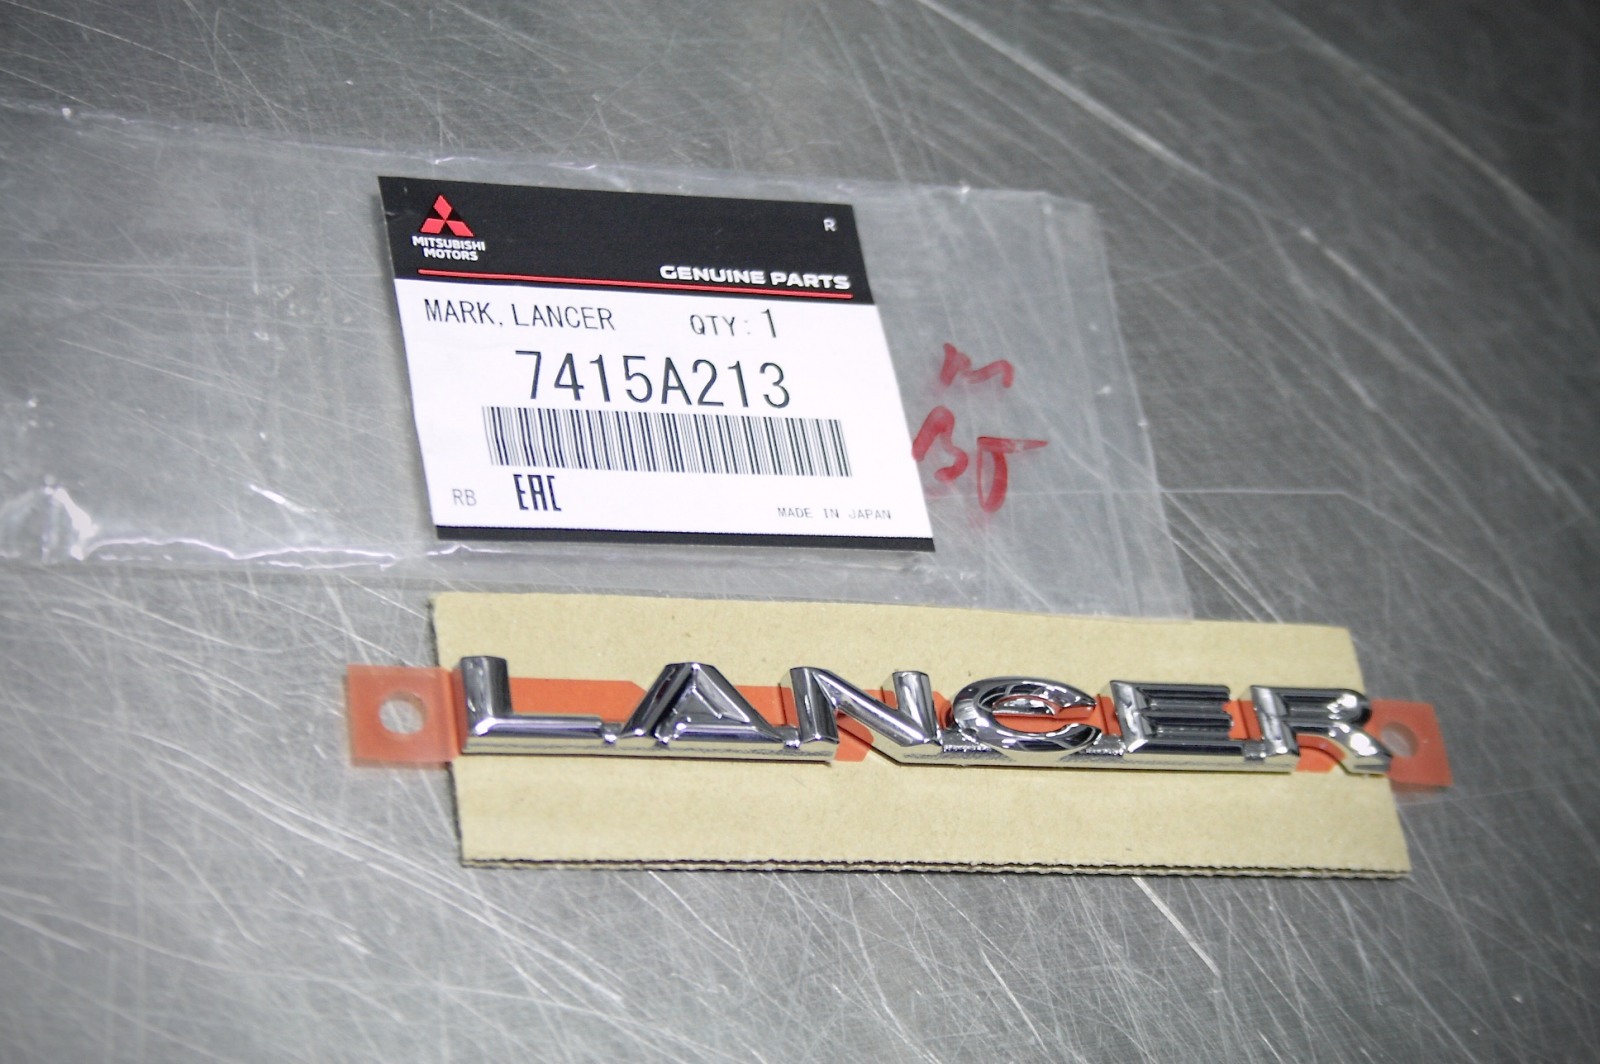 MITSUBISHI
MOTORS
R
GENUINE PARTS
MARK, LANCER QTY: 1
7415A213
RB EAC MADE IN JAPAN
LANCER